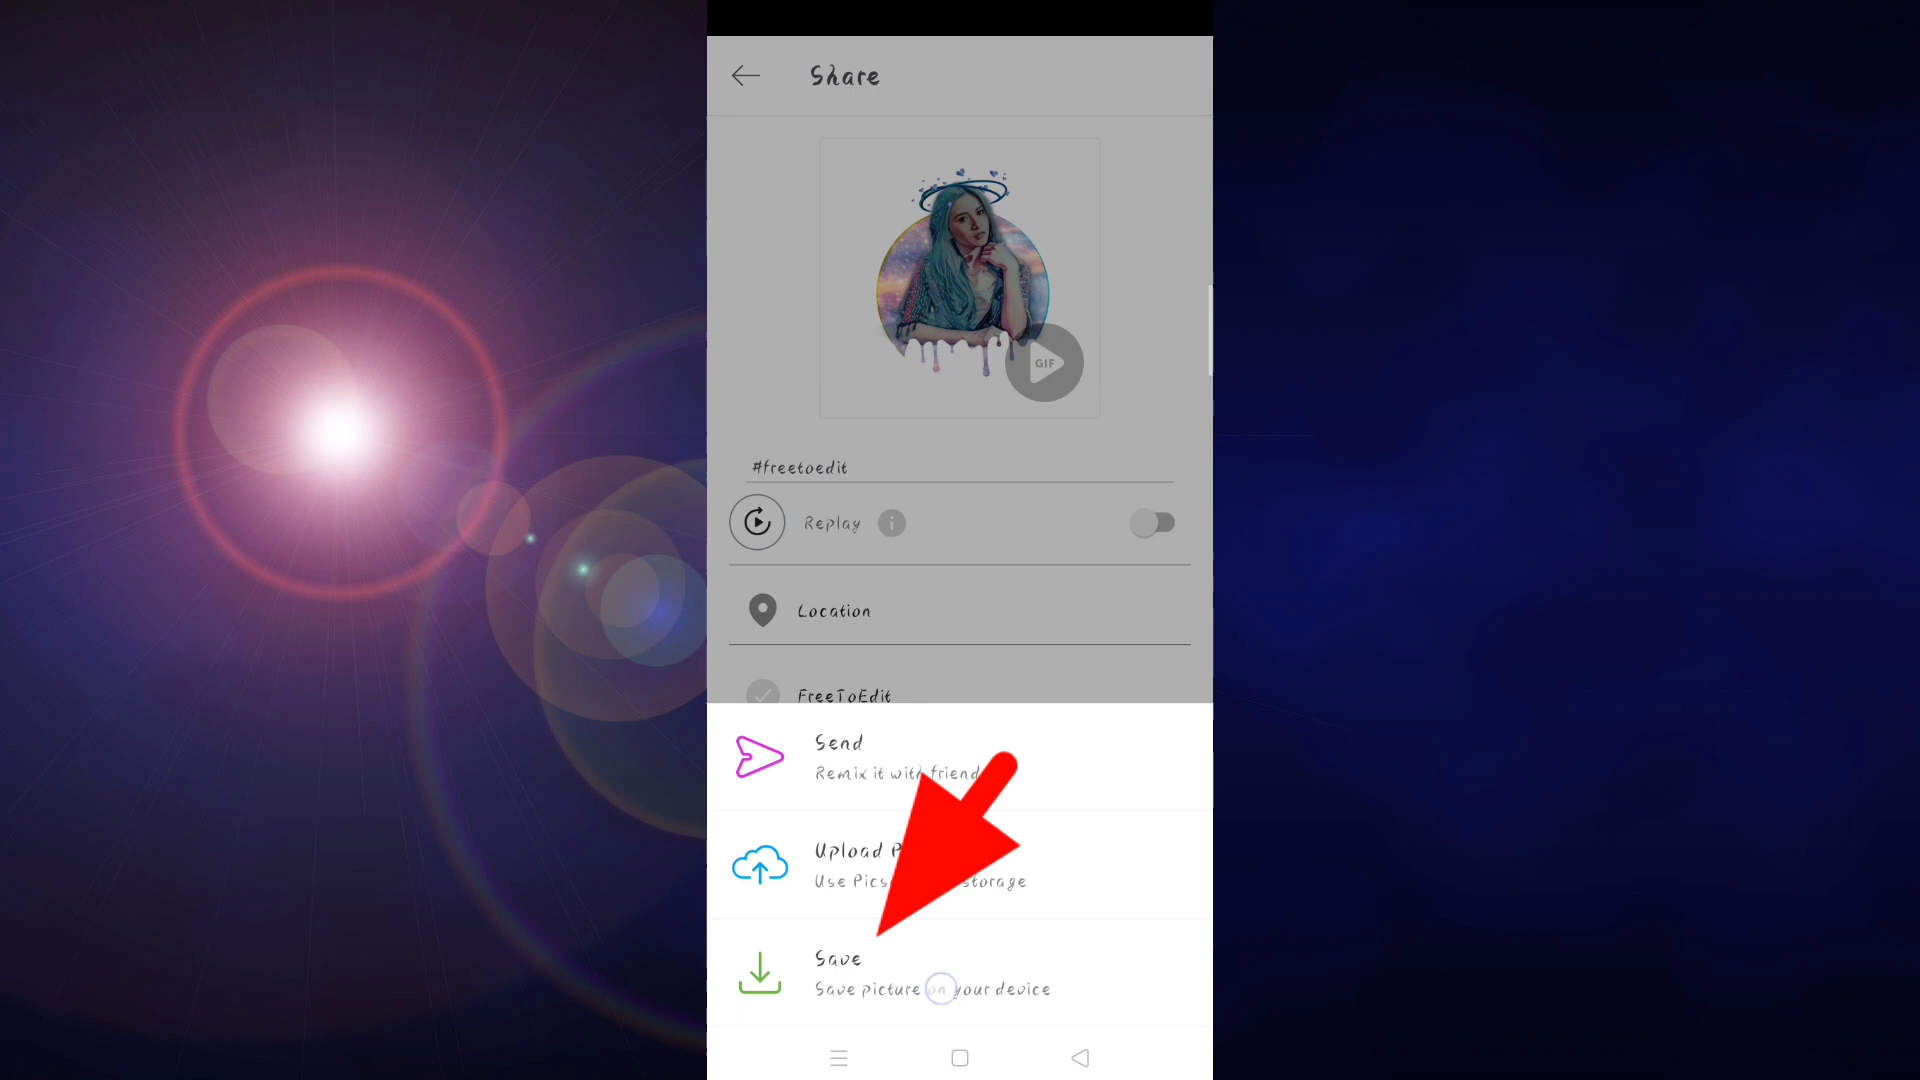 Share
GIF
#freetoedit
Replay
Location
FreeToEdit
Send
Remix it with friend
Upload
Use storage
Save
Save picture on your device